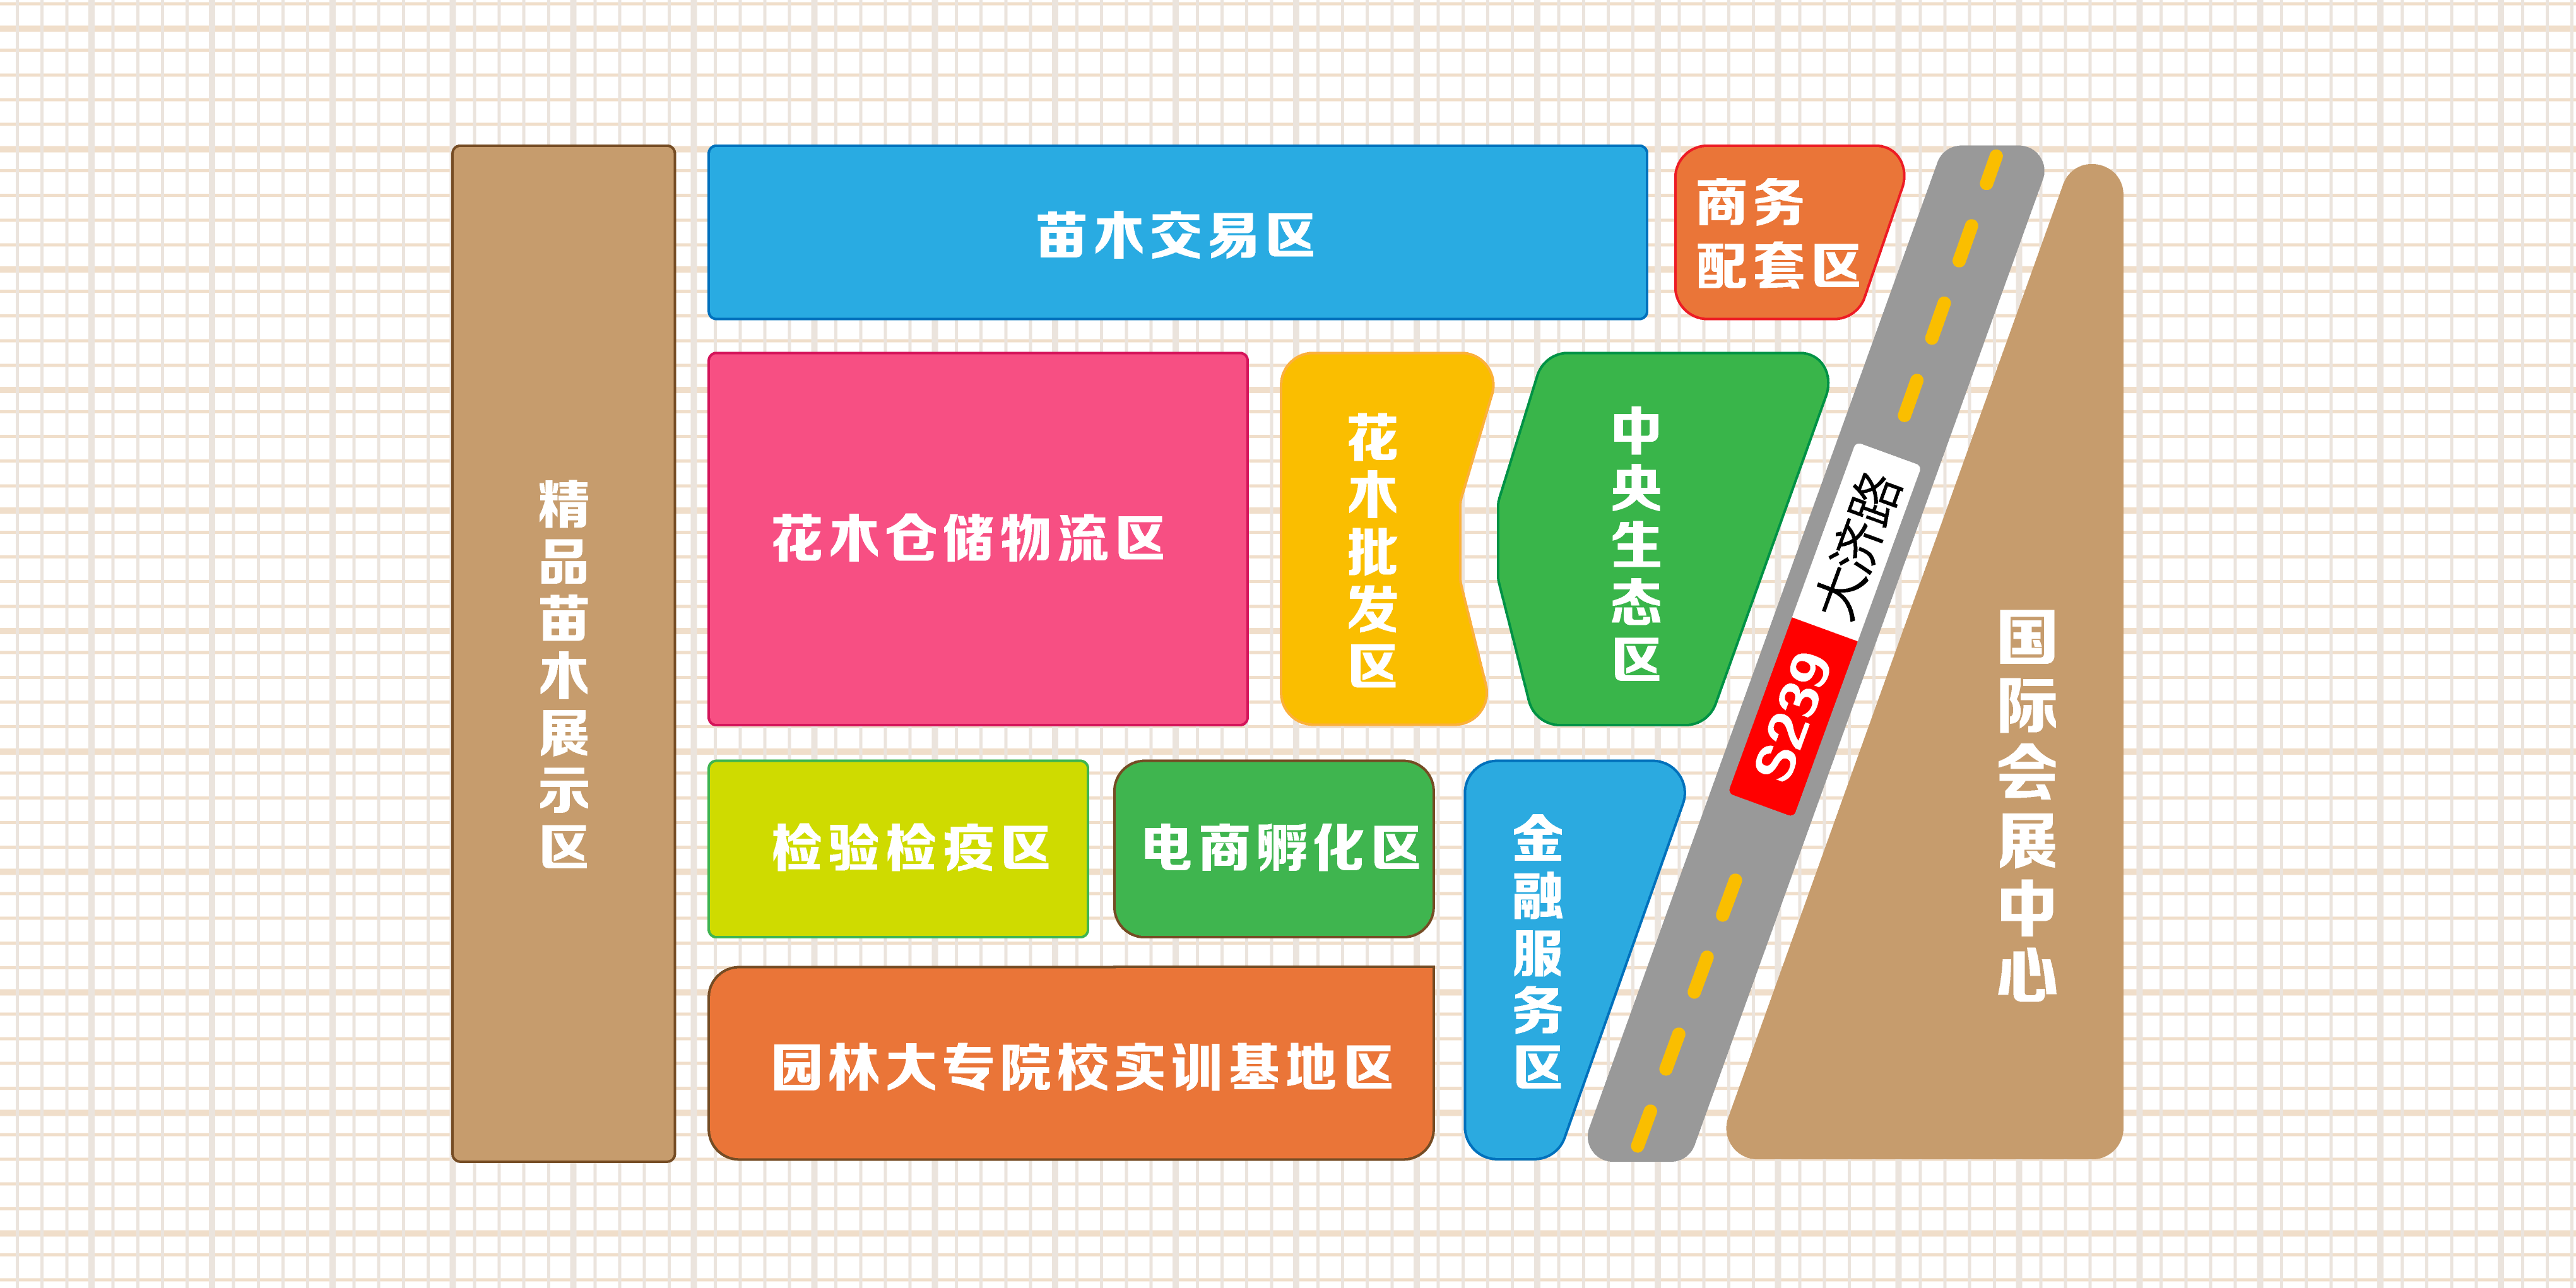 精品苗木展示区
苗木交易区
商务
配套区
花木仓储物流区
花木批发区
中央生态区
大济路
S239
国际会展中心
检验检疫区
电商孵化区
金融服务区
园林大专院校实训基地区